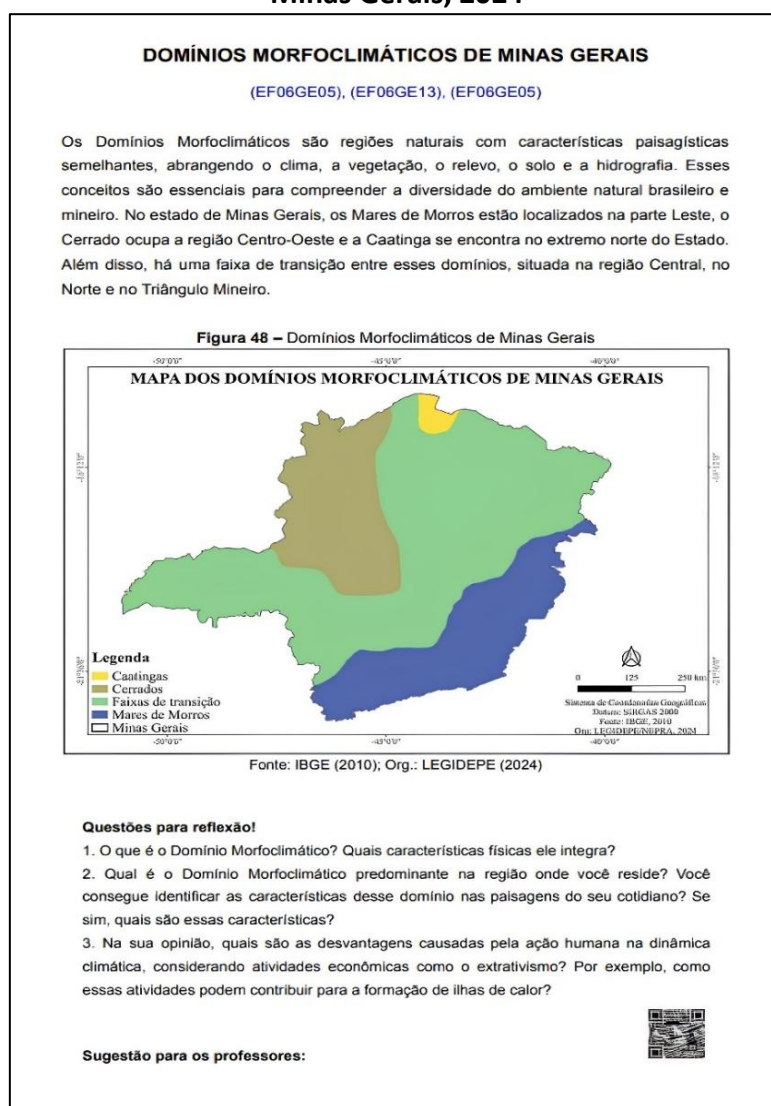 Minas Gerais, 2024
DOMÍNIOS MORFOCLIMÁTICOS DE MINAS GERAIS
(EF06GE05), (EF06GE13), (EF06GE05)
Os Domínios Morfoclimáticos são regiões naturais com características paisagísticas
semelhantes, abrangendo o clima, a vegetação, o relevo, o solo e a hidrografia. Esses
conceitos são essenciais para compreender a diversidade do ambiente natural brasileiro e
mineiro. No estado de Minas Gerais, os Mares de Morros estão localizados na parte Leste, o
Cerrado ocupa a região Centro-Oeste e a Caatinga se encontra no extremo norte do Estado.
Além disso, há uma faixa de transição entre esses domínios, situada na região Central, no
Norte e no Triângulo Mineiro.
Figura 48 – Domínios Morfoclimáticos de Minas Gerais
MAPA DOS DOMÍNIOS MORFOCLIMÁTICOS DE MINAS GERAIS
Legenda
Caatingas
Cerrados
Faixas de transição
Mares de Morros
Minas Gerais
0 125 250 km
Sistema de Coordenadas Geográficas
Datum: SIRGAS 2000
Fonte: IBGE, 2010
Org: LEGIDEPE/NEPRA, 2024
-50°0'0" -45°0'0" -40°0'0"
Fonte: IBGE (2010); Org.: LEGIDEPE (2024)
Questões para reflexão!
1. O que é o Domínio Morfoclimático? Quais características físicas ele integra?
2. Qual é o Domínio Morfoclimático predominante na região onde você reside? Você
consegue identificar as características desse domínio nas paisagens do seu cotidiano? Se
sim, quais são essas características?
3. Na sua opinião, quais são as desvantagens causadas pela ação humana na dinâmica
climática, considerando atividades econômicas como o extrativismo? Por exemplo, como
essas atividades podem contribuir para a formação de ilhas de calor?
Sugestão para os professores: